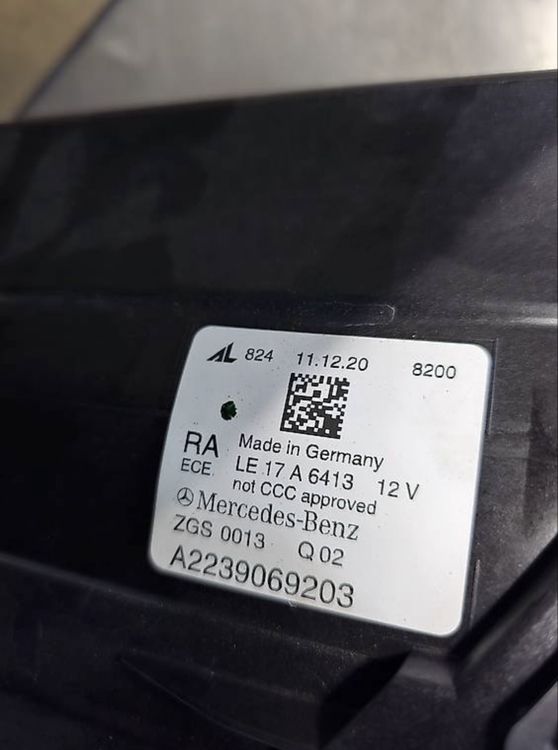 AL 824 11.12.20 8200
Made in Germany
RA LE 17 A 6413 12 V
ECE not CCC approved
Mercedes-Benz
ZGS 0013 Q 02
A2239069203